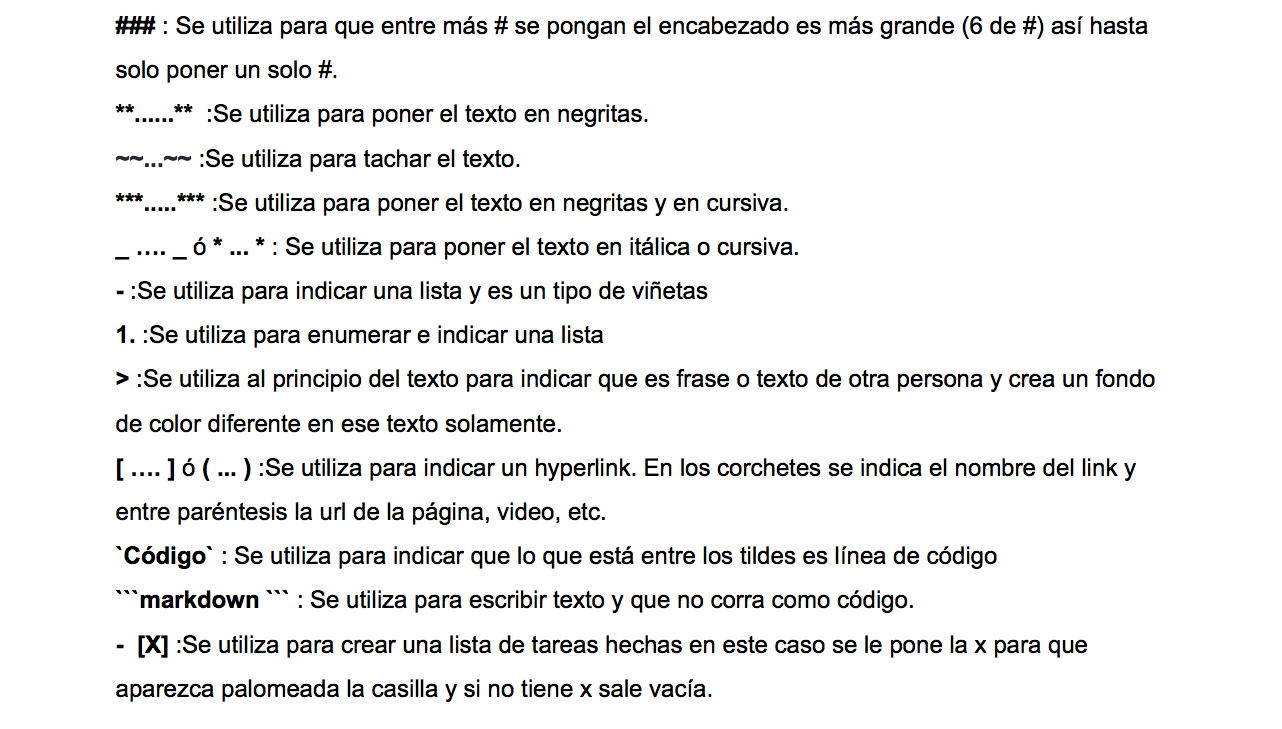 ### : Se utiliza para que entre más # se pongan el encabezado es más grande (6 de #) así hasta
solo poner un solo #.
**......**  :Se utiliza para poner el texto en negritas.
~~...~~ :Se utiliza para tachar el texto.
***.....*** :Se utiliza para poner el texto en negritas y en cursiva.
_ .... _ ó * ... * : Se utiliza para poner el texto en itálica o cursiva.
- :Se utiliza para indicar una lista y es un tipo de viñetas
1. :Se utiliza para enumerar e indicar una lista
> :Se utiliza al principio del texto para indicar que es frase o texto de otra persona y crea un fondo
de color diferente en ese texto solamente.
[ .... ] ó ( ... ) :Se utiliza para indicar un hyperlink. En los corchetes se indica el nombre del link y
entre paréntesis la url de la página, video, etc.
`Código` : Se utiliza para indicar que lo que está entre los tildes es línea de código
```markdown ``` : Se utiliza para escribir texto y que no corra como código.
-  [X] :Se utiliza para crear una lista de tareas hechas en este caso se le pone la x para que
aparezca palomeada la casilla y si no tiene x sale vacía.